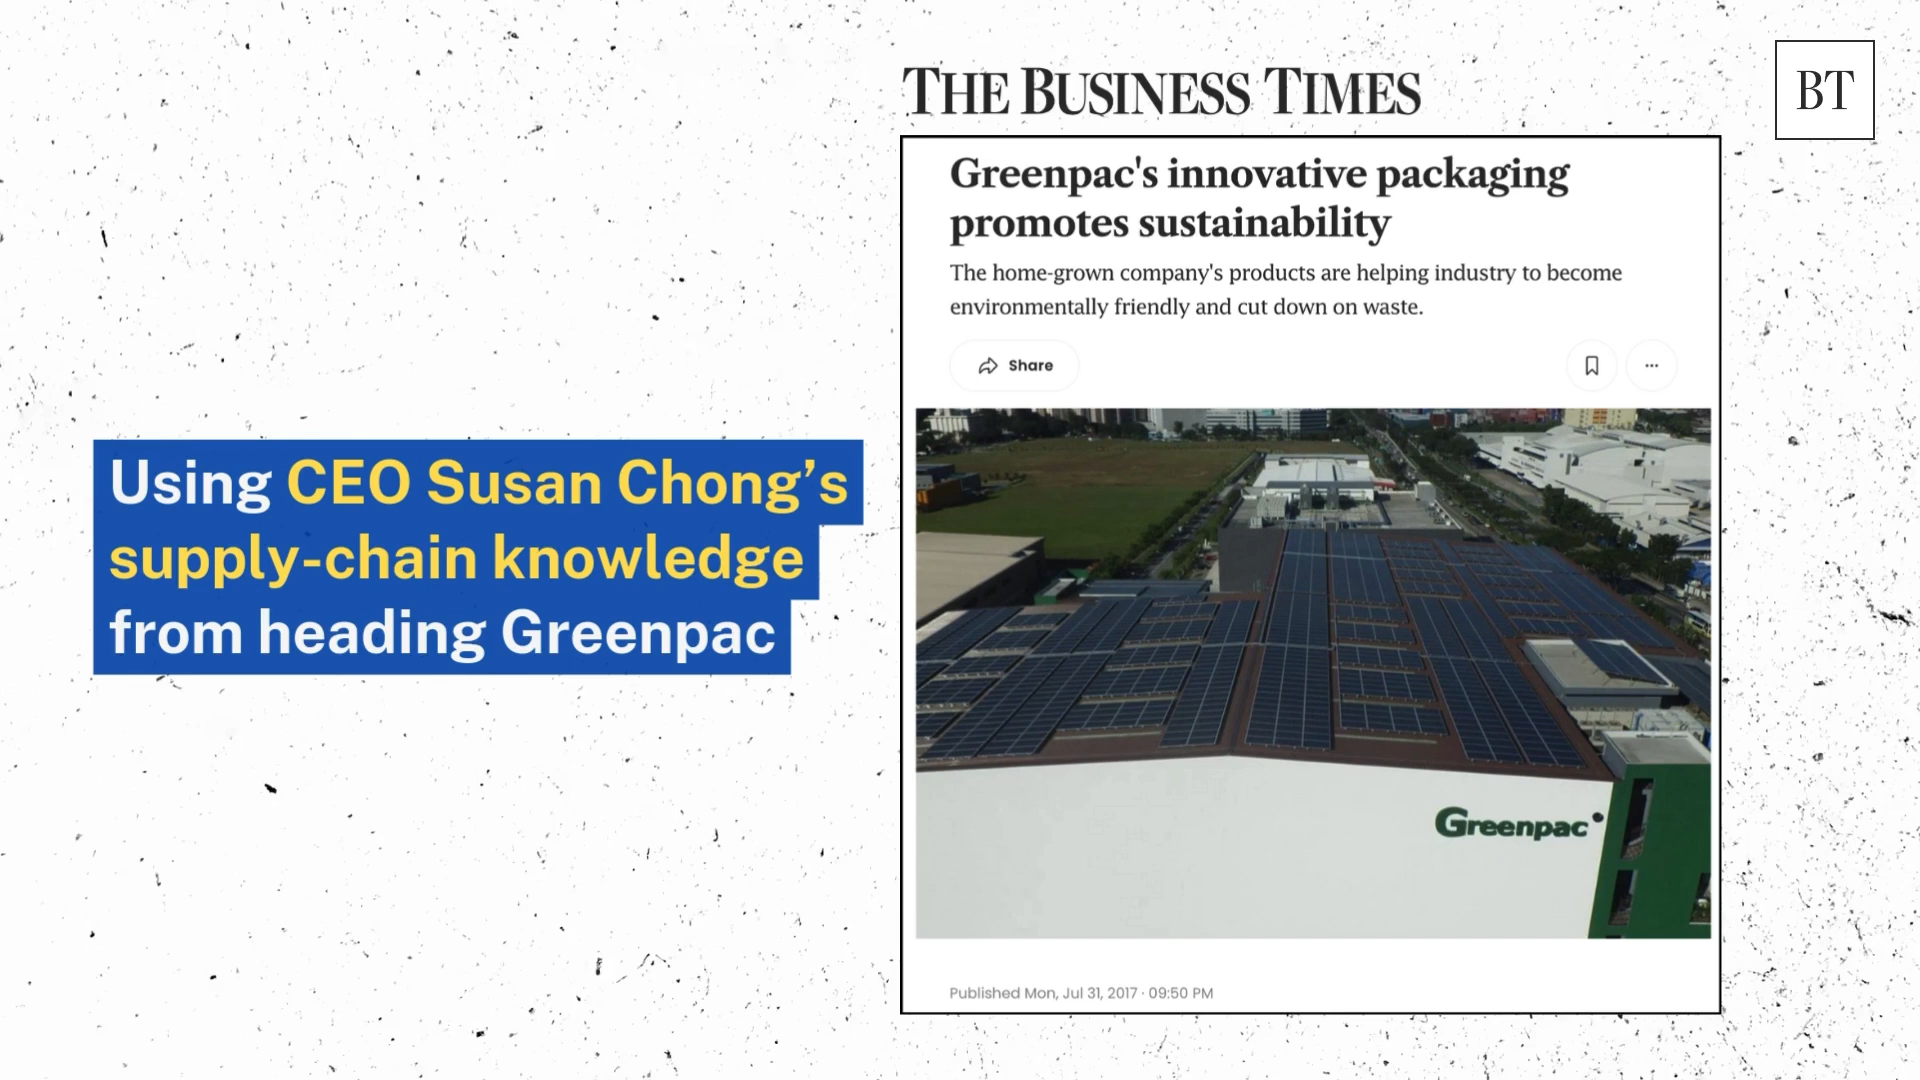 THE BUSINESS TIMES
BT
Greenpac's innovative packaging
promotes sustainability
The home-grown company's products are helping industry to become
environmentally friendly and cut down on waste.
Share
Using CEO Susan Chong’s
supply-chain knowledge
from heading Greenpac
Greenpac
Published Mon, Jul 31, 2017 · 09:50 PM